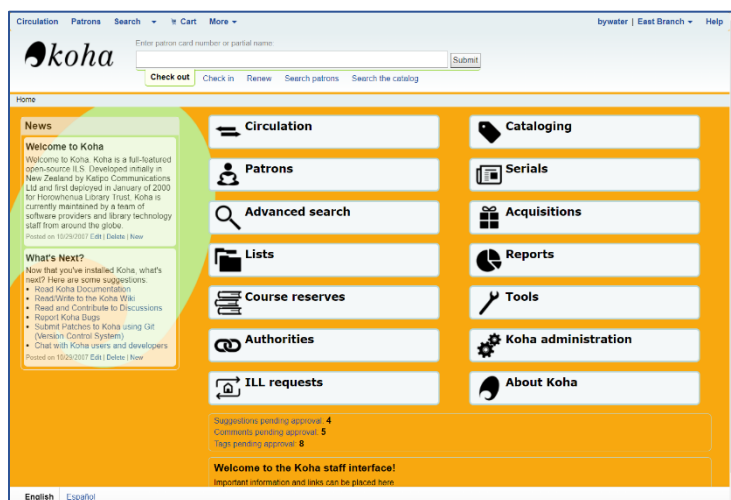 Circulation Patrons Search Cart More
bywater | East Branch Help
koha
Enter patron card number or partial name:
Submit
Check out Check in Renew Search patrons Search the catalog
Home
News
Welcome to Koha
Welcome to Koha. Koha is a full-featured
open-source ILS. Developed initially in
New Zealand by Katipo Communications
Ltd and first deployed in January of 2000
for Horowhenua Library Trust, Koha is
currently maintained by a team of
software providers and library technology
staff from around the globe.
Posted on 10/29/2007 Edit | Delete | New
What's Next?
Now that you've installed Koha, what's
next? Here are some suggestions:
• Read Koha Documentation
• Read/Write to the Koha Wiki
• Read and Contribute to Discussions
• Report Koha Bugs
• Submit Patches to Koha using Git
(Version Control System)
• Chat with Koha users and developers
Posted on 10/29/2007 Edit | Delete | New
Circulation
Patrons
Advanced search
Lists
Course reserves
Authorities
ILL requests
Cataloging
Serials
Acquisitions
Reports
Tools
Koha administration
About Koha
Suggestions pending approval: 4
Comments pending approval: 5
Tags pending approval: 8
Welcome to the Koha staff interface!
Important information and links can be placed here
English Español